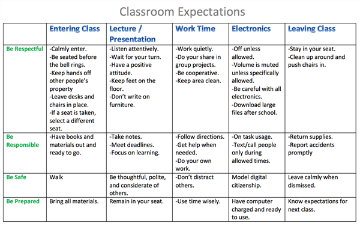 Classroom Expectations
Entering Class
Lecture /
Presentation
Work Time
Electronics
Leaving Class
Be Respectful
-Calmly enter.
-Be seated before
the bell rings.
-Keep hands off
other people's
property
-Leave desks and
chairs in place.
-If a seat is taken,
select a different
seat.
-Listen attentively.
-Wait for your turn.
-Have a positive
attitude.
-Keep feet on the
floor.
-Don't write on
furniture.
-Work quietly.
-Do your share in
group projects.
-Be cooperative.
-Keep area clean.
-Off unless
allowed.
-Volume is muted
unless specifically
allowed.
-Be careful with all
electronics.
-Download large
files after school.
-Stay in your seat.
-Clean up around and
push chairs in.
Be
Responsible
-Have books and
materials out and
ready to go.
-Take notes.
-Meet deadlines.
-Focus on learning.
-Follow directions.
-Get help when
needed.
-Do your own
work.
-On task usage.
-Text/call people
only during
allowed times.
-Return supplies.
-Report accidents
promptly
Be Safe
Walk
Be thoughtful, polite,
and considerate of
others.
-Don't distract
others.
Model digital
citizenship.
Leave calmly when
dismissed.
Be Prepared
Bring all materials.
Remain in your seat.
-Use time wisely.
Have computer
charged and ready
to use.
Know expectations for
next class.